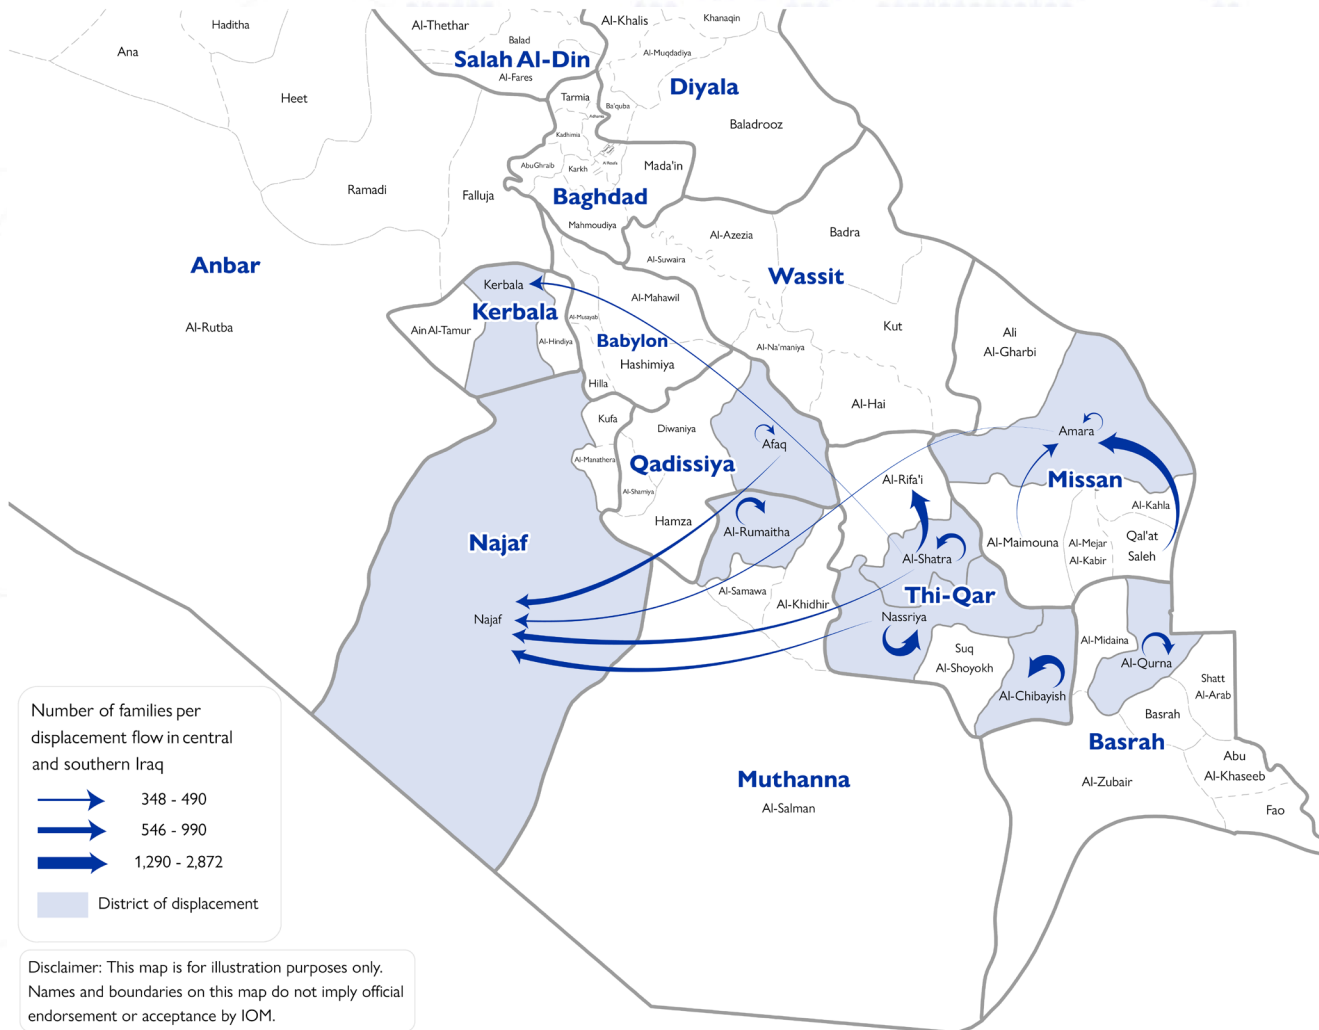 Haditha
Ana
Heet
Ramadi
Falluja
Anbar
Al-Rutba
Al-Thethar
Balad
Salah Al-Din
Al-Fares
Al-Khalis
Khanaqin
Al-Muqdadiya
Diyala
Ba'quba
Baladrooz
Tarmia
Adhamia
Kadhimia
Abu Ghraib
Karkh
Mada'in
Baghdad
Mahmoudiya
Al-Azezia
Badra
Al-Suwaira
Wassit
Kut
Al-Na'maniya
Al-Hai
Kerbala
Kerbala
Ain Al-Tamur
Al-Hindiya
Al-Musayab
Al-Mahawil
Babylon
Hashimiya
Hilla
Kufa
Al-Manathera
Diwaniya
Afaq
Qadissiya
Al-Shamiya
Hamza
Al-Rumaitha
Najaf
Najaf
Al-Samawa
Al-Khidhir
Muthanna
Al-Salman
Ali
Al-Gharbi
Amara
Missan
Al-Kahla
Al-Maimouna
Al-Mejar
Al-Kabir
Qal'at
Saleh
Al-Rifa'i
Al-Shatra
Thi-Qar
Nassriya
Suq
Al-Shoyokh
Al-Chibayish
Al-Midaina
Al-Qurna
Shatt
Al-Arab
Basrah
Basrah
Al-Zubair
Abu
Al-Khaseeb
Fao
Number of families per
displacement flow in central
and southern Iraq
348 - 490
546 - 990
1,290 - 2,872
District of displacement
Disclaimer: This map is for illustration purposes only.
Names and boundaries on this map do not imply official
endorsement or acceptance by IOM.